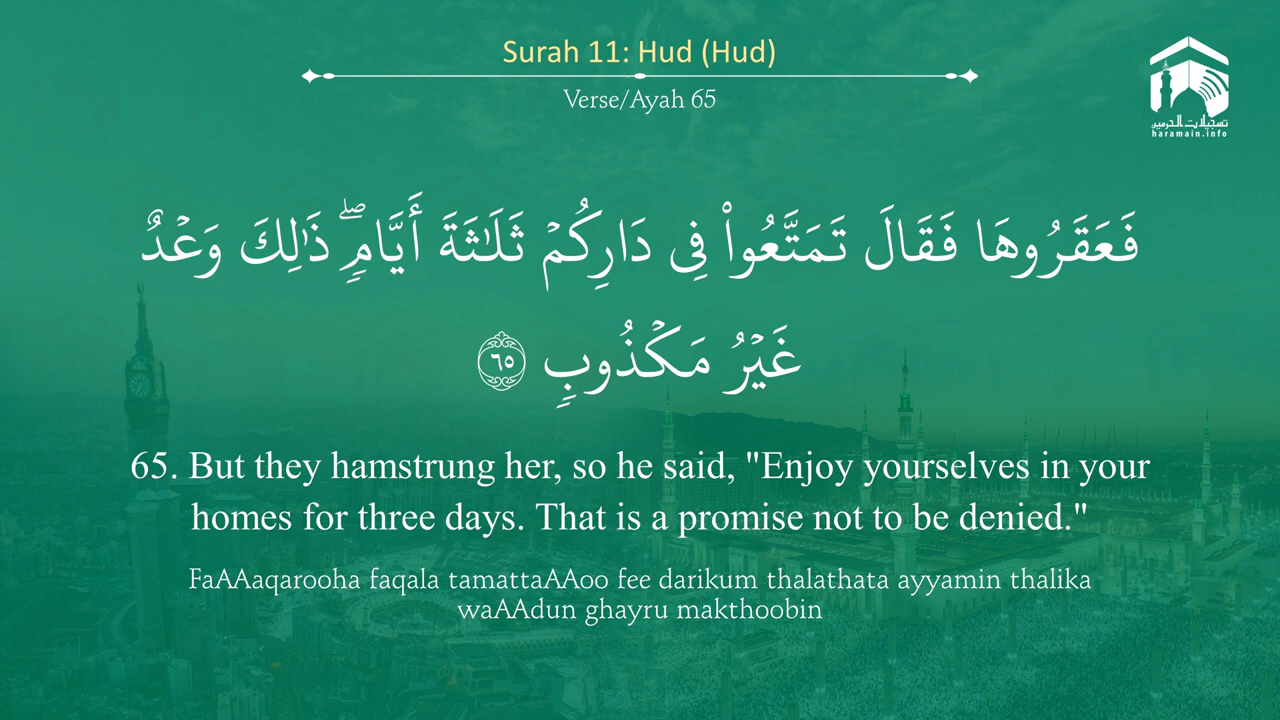 Surah 11: Hud (Hud)
Verse/Ayah 65
تسجيلات الحرمين
haramain.info
فَعَقَرُوهَا فَقَالَ تَمَتَّعُوا۟ فِى دَارِكُمْ ثَلَـٰثَةَ أَيَّامٍۢ ۖ ذَٰلِكَ وَعْدٌ
غَيْرُ مَكْذُوبٍۢ ٦٥
65. But they hamstrung her, so he said, "Enjoy yourselves in your
homes for three days. That is a promise not to be denied."
FaAAaqarooha faqala tamattaAAoo fee darikum thalathata ayyamin thalika
waAAdun ghayru makthoobin